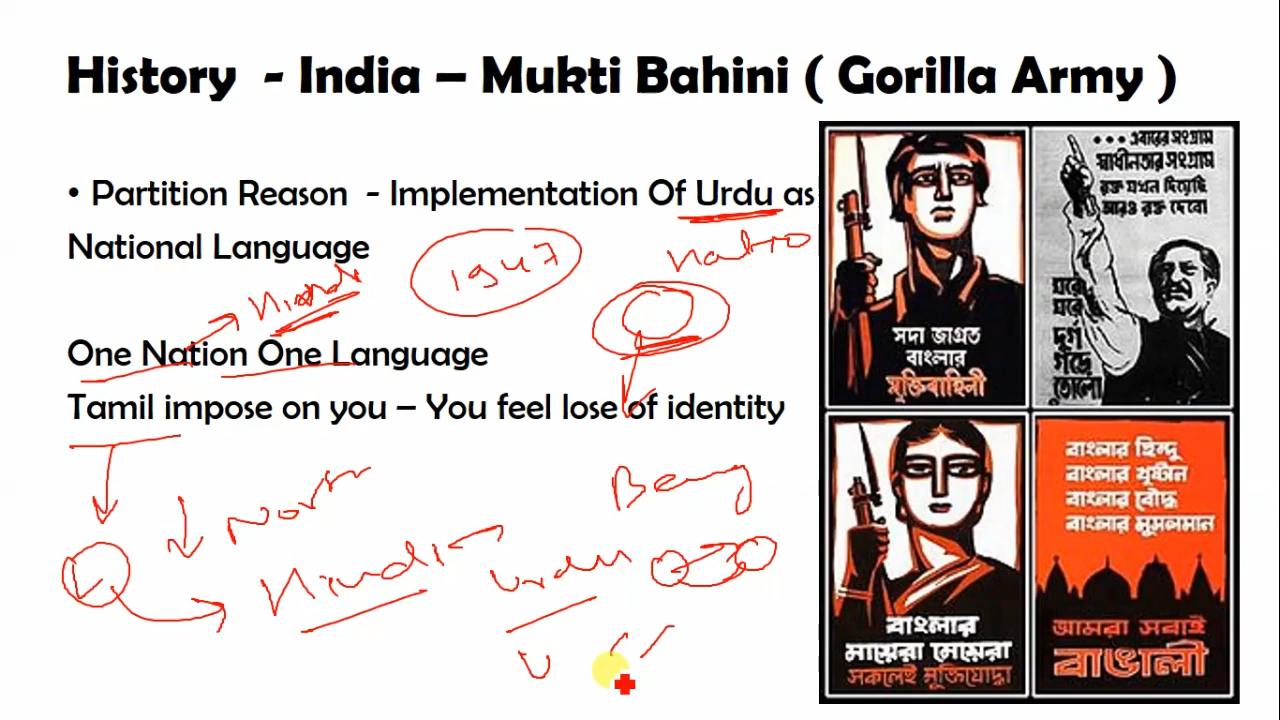 History - India – Mukti Bahini ( Gorilla Army )
• Partition Reason - Implementation Of Urdu as
National Language
1947
One Nation One Language
Tamil impose on you – You feel lose of identity
North
Beng
Hindi
Urdu
সদা জাগ্রত
বাংলার
মুক্তিবাহিনী
••• এবারের সংগ্রাম
স্বাধীনতার সংগ্রাম
রক্ত যখন দিয়েছি
আরও রক্ত দেবো
ঘরে
ঘরে
দুর্গ
গড়ে
তোলো
বাংলার
মায়েরা মেয়েরা
সকলেই মুক্তিযোদ্ধা
বাংলার হিন্দু
বাংলার খৃষ্টান
বাংলার বৌদ্ধ
বাংলার মুসলমান
আমরা সবাই
বাঙালী